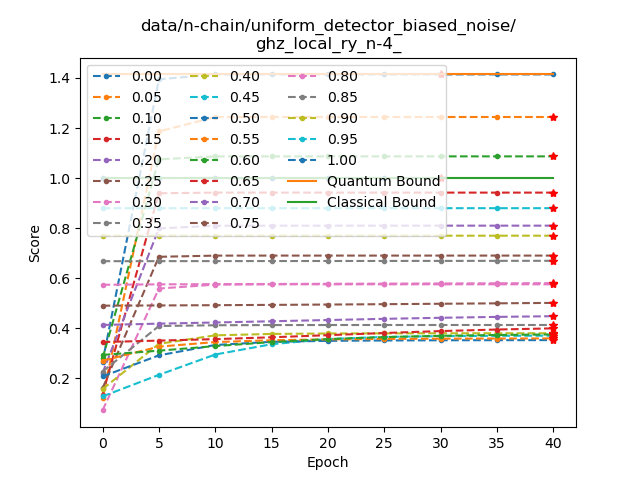 data/n-chain/uniform_detector_biased_noise/
ghz_local_ry_n-4_
0.00 0.40 0.80
0.05 0.45 0.85
0.10 0.50 0.90
0.15 0.55 0.95
0.20 0.60 1.00
0.25 0.65 Quantum Bound
0.30 0.70 Classical Bound
0.35 0.75
1.4
1.2
1.0
0.8
0.6
0.4
0.2
Score
0 5 10 15 20 25 30 35 40
Epoch